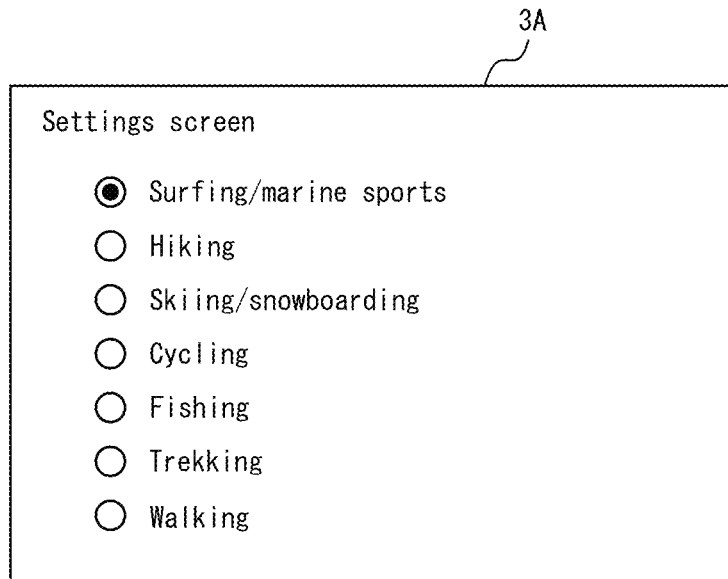 3A
Settings screen
Surfing/marine sports
Hiking
Skiing/snowboarding
Cycling
Fishing
Trekking
Walking